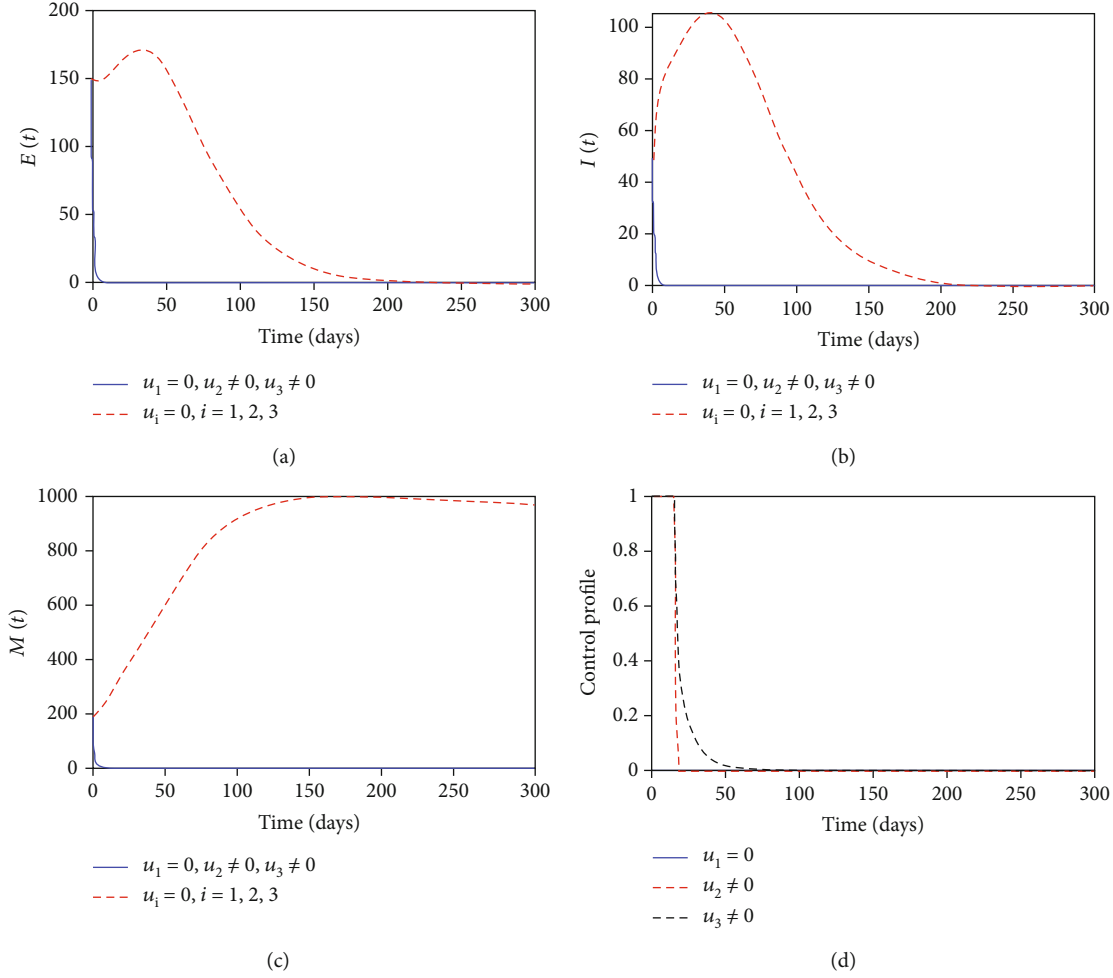 200
150
100
50
0
E (t)
0 50 100 150 200 250 300
Time (days)
u1 = 0, u2 ≠ 0, u3 ≠ 0
ui = 0, i = 1, 2, 3
(a)
100
80
60
40
20
0
I (t)
0 50 100 150 200 250 300
Time (days)
u1 = 0, u2 ≠ 0, u3 ≠ 0
ui = 0, i = 1, 2, 3
(b)
1000
800
600
400
200
0
M (t)
0 50 100 150 200 250 300
Time (days)
u1 = 0, u2 ≠ 0, u3 ≠ 0
ui = 0, i = 1, 2, 3
(c)
1
0.8
0.6
0.4
0.2
0
Control profile
0 50 100 150 200 250 300
Time (days)
u1 = 0
u2 ≠ 0
u3 ≠ 0
(d)